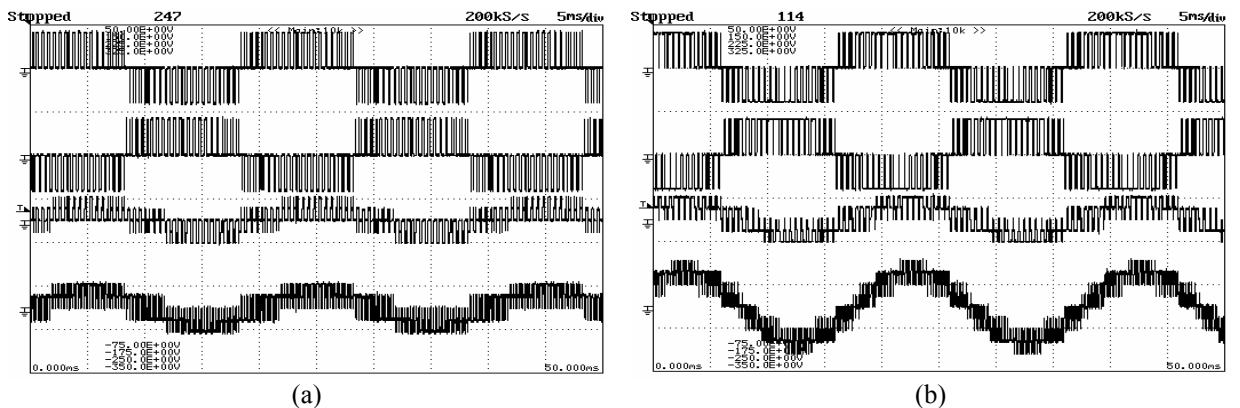 Stopped 247 200kS/s 5ms/div
<< Main:10k >>
50.00E+00V
-75.00E+00V
-175.0E+00V
-250.0E+00V
-350.0E+00V
0.000ms 50.000ms
(a)
Stopped 114 200kS/s 5ms/div
<< Main:10k >>
50.00E+00V
150.0E+00V
225.0E+00V
325.0E+00V
-75.00E+00V
-175.0E+00V
-250.0E+00V
-350.0E+00V
0.000ms 50.000ms
(b)